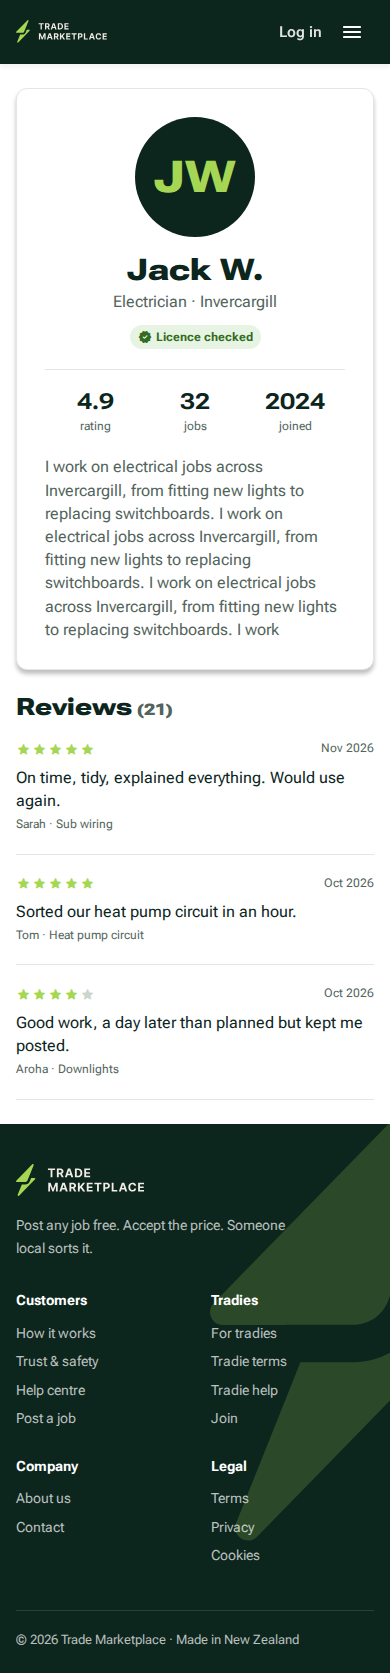 TRADE
MARKETPLACE
Log in
JW
Jack W.
Electrician · Invercargill
Licence checked
4.9
32
2024
rating
jobs
joined
I work on electrical jobs across
Invercargill, from fitting new lights to
replacing switchboards. I work on
electrical jobs across Invercargill, from
fitting new lights to replacing
switchboards. I work on electrical jobs
across Invercargill, from fitting new lights
to replacing switchboards. I work
Reviews (21)
Nov 2026
On time, tidy, explained everything. Would use
again.
Sarah · Sub wiring
Oct 2026
Sorted our heat pump circuit in an hour.
Tom · Heat pump circuit
Oct 2026
Good work, a day later than planned but kept me
posted.
Aroha · Downlights
TRADE
MARKETPLACE
Post any job free. Accept the price. Someone
local sorts it.
Customers
How it works
Trust & safety
Help centre
Post a job
Tradies
For tradies
Tradie terms
Tradie help
Join
Company
About us
Contact
Legal
Terms
Privacy
Cookies
© 2026 Trade Marketplace · Made in New Zealand